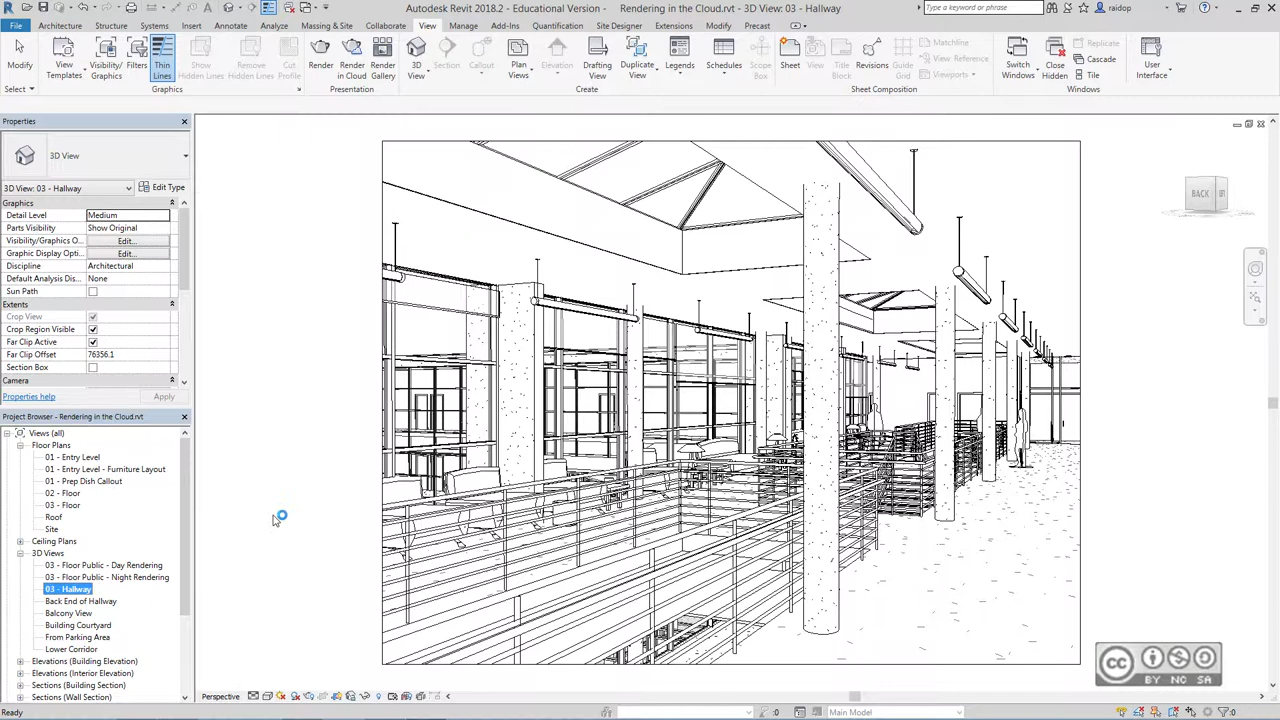 Autodesk Revit 2018.2 - Educational Version - Rendering in the Cloud.rvt - 3D View: 03 - Hallway
Type a keyword or phrase
raidop
File Architecture Structure Systems Insert Annotate Analyze Massing & Site Collaborate View Manage Add-Ins Quantification Site Designer Extensions Precast
Modify
View Templates
Visibility/ Graphics
Filters
Thin Lines
Show Hidden Lines
Remove Hidden Lines
Cut Profile
Render
Render in Cloud
Render Gallery
3D View
Section
Callout
Plan Views
Elevation
Drafting View
Duplicate View
Legends
Schedules
Scope Box
Sheet
View
Title Block
Revisions
Guide Grid
Matchline
View Reference
Viewports
Switch Windows
Close Hidden
Replicate
Cascade
Tile
User Interface
Select
Graphics
Presentation
Create
Sheet Composition
Windows
Properties
3D View
3D View: 03 - Hallway
Edit Type
Graphics
Detail Level Medium
Parts Visibility Show Original
Visibility/Graphics O... Edit...
Graphic Display Opti... Edit...
Discipline Architectural
Default Analysis Dis... None
Sun Path
Extents
Crop View
Crop Region Visible
Far Clip Active
Far Clip Offset 76356.1
Section Box
Camera
Properties help
Apply
Project Browser - Rendering in the Cloud.rvt
Views (all)
Floor Plans
01 - Entry Level
01 - Entry Level - Furniture Layout
01 - Prep Dish Callout
02 - Floor
03 - Floor
Roof
Site
Ceiling Plans
3D Views
03 - Floor Public - Day Rendering
03 - Floor Public - Night Rendering
03 - Hallway
Back End of Hallway
Balcony View
Building Courtyard
From Parking Area
Lower Corridor
Elevations (Building Elevation)
Elevations (Interior Elevation)
Sections (Building Section)
Sections (Wall Section)
BACK
Perspective
Ready
:0
Main Model
:0
cc
BY NC SA